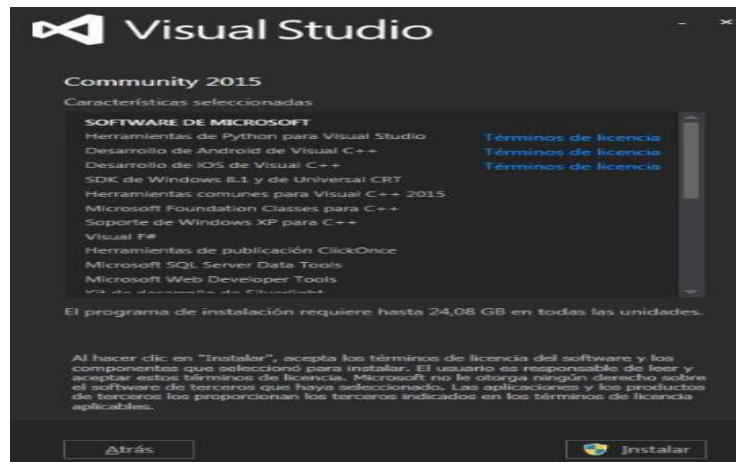 Visual Studio
Community 2015
Características seleccionadas
SOFTWARE DE MICROSOFT
Herramientas de Python para Visual Studio Términos de licencia
Desarrollo de Android de Visual C++ Términos de licencia
Desarrollo de iOS de Visual C++ Términos de licencia
SDK de Windows 8.1 y de Universal CRT
Herramientas comunes para Visual C++ 2015
Microsoft Foundation Classes para C++
Soporte de Windows XP para C++
Visual F#
Herramientas de publicación ClickOnce
Microsoft SQL Server Data Tools
Microsoft Web Developer Tools
Kit de desarrollo de Silverlight
El programa de instalación requiere hasta 24,08 GB en todas las unidades.
Al hacer clic en "Instalar", acepta los términos de licencia del software y los
componentes que seleccionó para instalar. El usuario es responsable de leer y
aceptar estos términos de licencia. Microsoft no le otorga ningún derecho sobre
el software de terceros que haya seleccionado. Las aplicaciones y los productos
de terceros los proporcionan los terceros indicados en los términos de licencia
aplicables.
Atrás Instalar